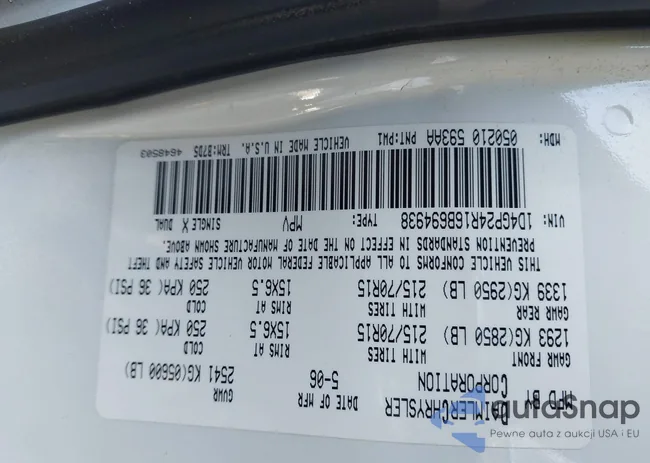 MFD BY DAIMLERCHRYSLER CORPORATION
DATE OF MFR 5-06
GVWR 2541 KG(05600 LB)
GAWR FRONT WITH TIRES RIMS AT COLD
1293 KG(2850 LB) 215/70R15 15X6.5 250 KPA( 36 PSI)
GAWR REAR WITH TIRES RIMS AT COLD
1339 KG(2950 LB) 215/70R15 15X6.5 250 KPA( 36 PSI)
THIS VEHICLE CONFORMS TO ALL APPLICABLE FEDERAL MOTOR VEHICLE SAFETY AND THEFT
PREVENTION STANDARDS IN EFFECT ON THE DATE OF MANUFACTURE SHOWN ABOVE.
VIN: 1D4GP24R16B694938 TYPE: MPV SINGLE X DUAL
MDH: 050210 593AA PNT:PW1 VEHICLE MADE IN U.S.A. TRM:B7D5 4648503
autosnap
Pewne auta z aukcji USA i EU